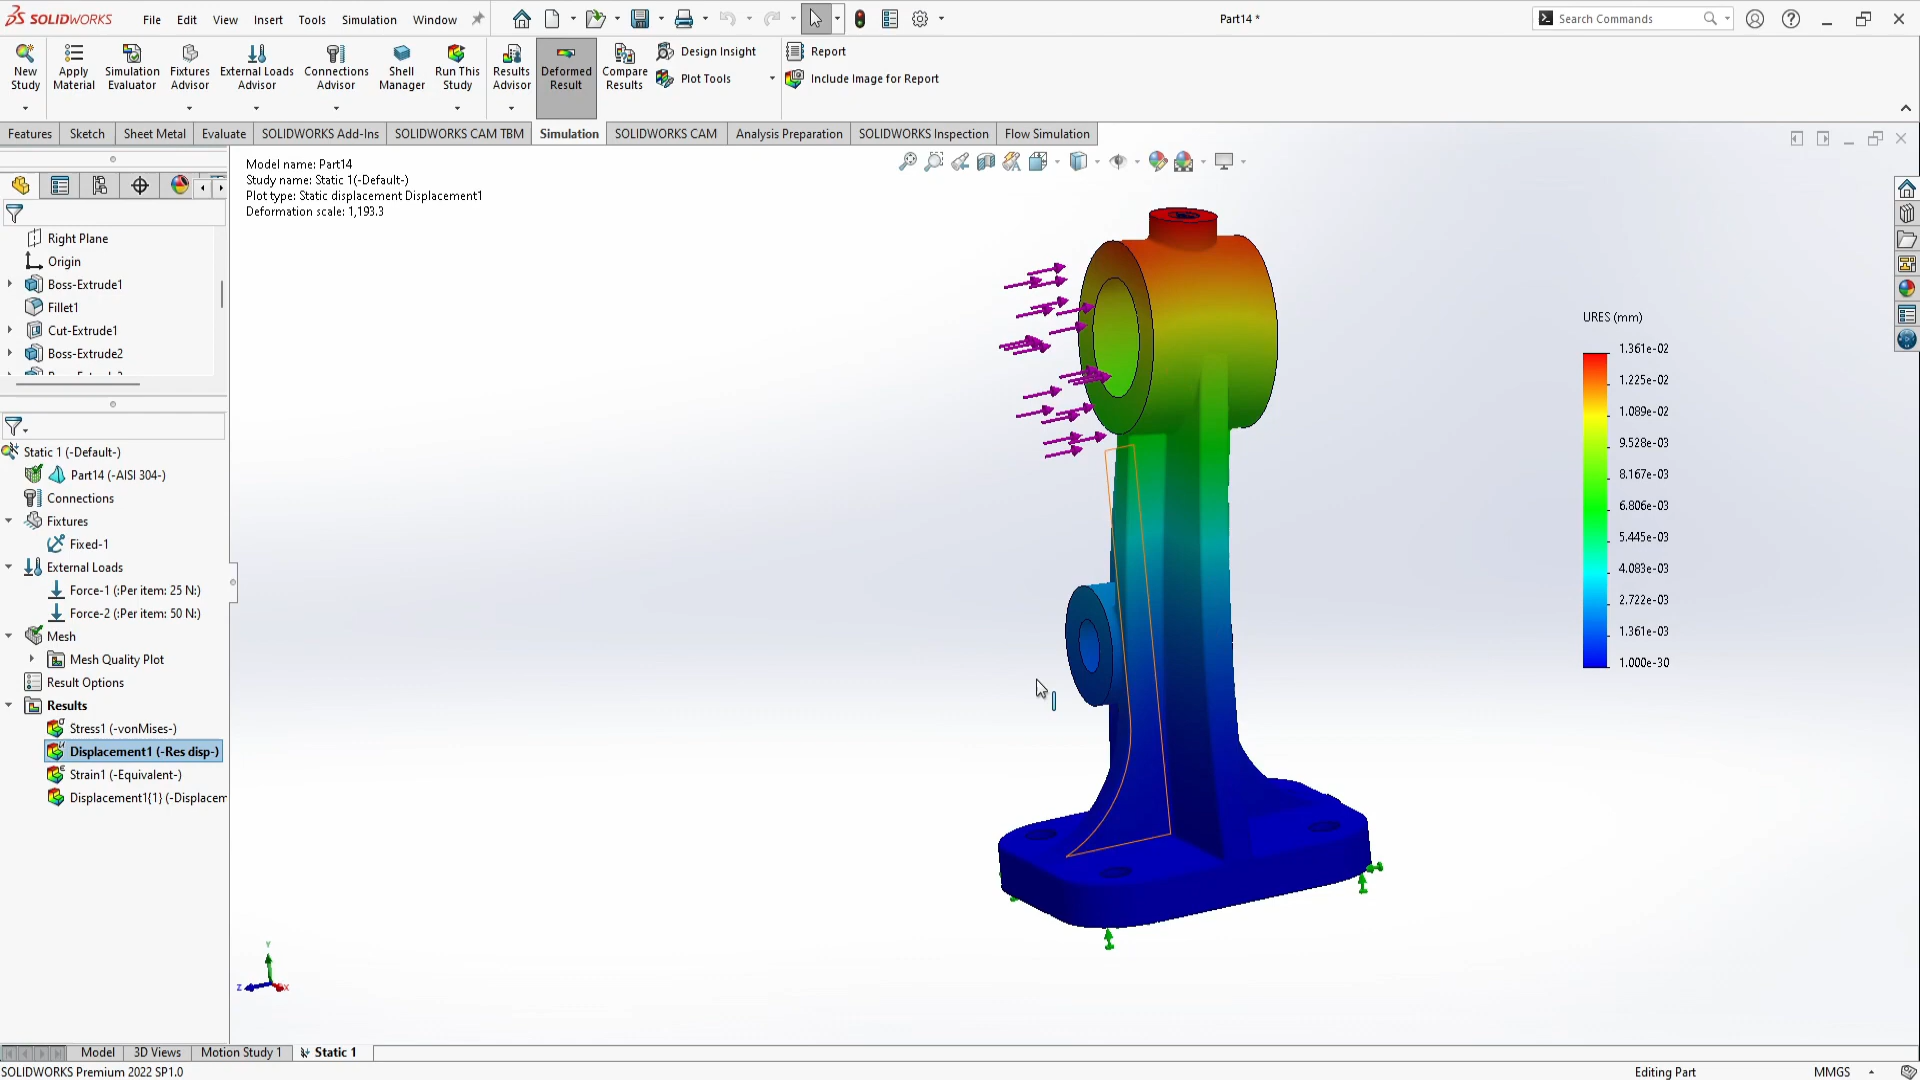 SOLIDWORKS
File Edit View Insert Tools Simulation Window
Part14 *
Search Commands
New Study
Apply Material
Simulation Evaluator
Fixtures Advisor
External Loads Advisor
Connections Advisor
Shell Manager
Run This Study
Results Advisor
Deformed Result
Compare Results
Design Insight
Plot Tools
Report
Include Image for Report
Features Sketch Sheet Metal Evaluate SOLIDWORKS Add-Ins SOLIDWORKS CAM TBM Simulation SOLIDWORKS CAM Analysis Preparation SOLIDWORKS Inspection Flow Simulation
Model name: Part14
Study name: Static 1(-Default-)
Plot type: Static displacement Displacement1
Deformation scale: 1,193.3
Right Plane
Origin
Boss-Extrude1
Fillet1
Cut-Extrude1
Boss-Extrude2
Static 1 (-Default-)
Part14 (-AISI 304-)
Connections
Fixtures
Fixed-1
External Loads
Force-1 (:Per item: 25 N:)
Force-2 (:Per item: 50 N:)
Mesh
Mesh Quality Plot
Result Options
Results
Stress1 (-vonMises-)
Displacement1 (-Res disp-)
Strain1 (-Equivalent-)
Displacement1{1} (-Displacem
URES (mm)
1.361e-02
1.225e-02
1.089e-02
9.528e-03
8.167e-03
6.806e-03
5.445e-03
4.083e-03
2.722e-03
1.361e-03
1.000e-30
Y
Z
X
Model 3D Views Motion Study 1 Static 1
SOLIDWORKS Premium 2022 SP1.0
Editing Part
MMGS